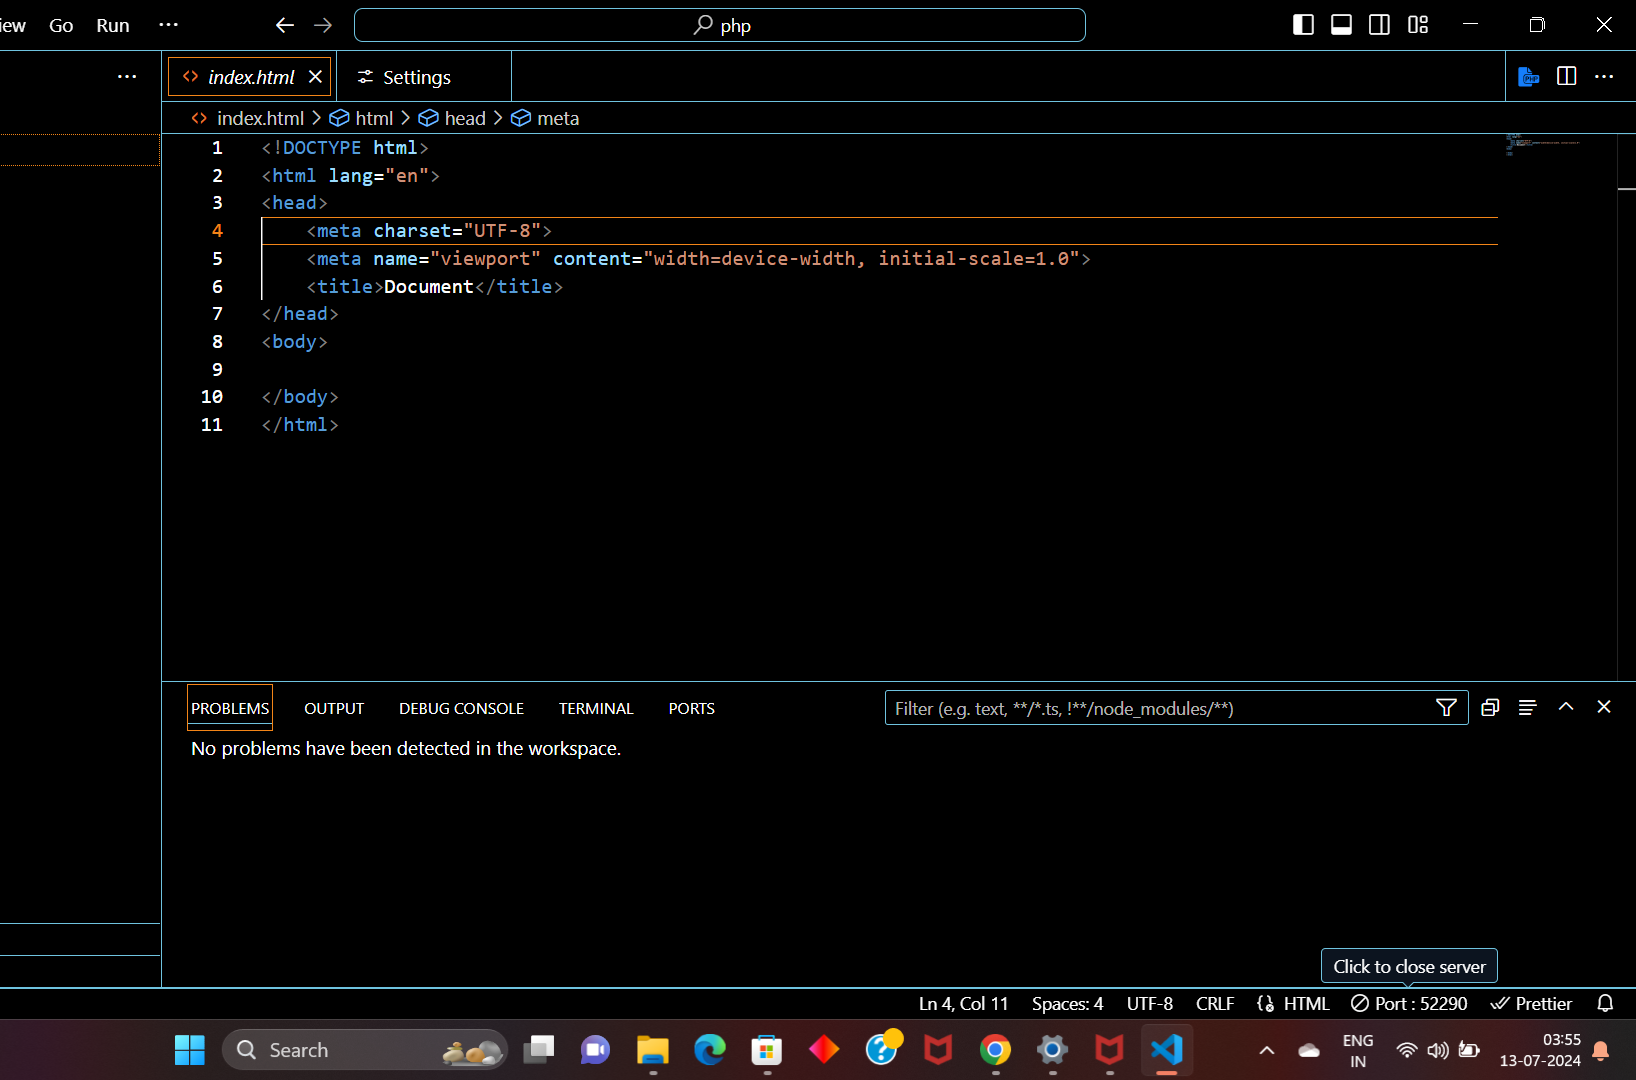 iew Go Run ··· php
index.html Settings
index.html > html > head > meta
1 <!DOCTYPE html>
2 <html lang="en">
3 <head>
4 <meta charset="UTF-8">
5 <meta name="viewport" content="width=device-width, initial-scale=1.0">
6 <title>Document</title>
7 </head>
8 <body>
9
10 </body>
11 </html>
PROBLEMS OUTPUT DEBUG CONSOLE TERMINAL PORTS Filter (e.g. text, **/*.ts, !**/node_modules/**)
No problems have been detected in the workspace.
Click to close server
Ln 4, Col 11 Spaces: 4 UTF-8 CRLF HTML Port : 52290 Prettier
Search ENG 03:55
IN 13-07-2024